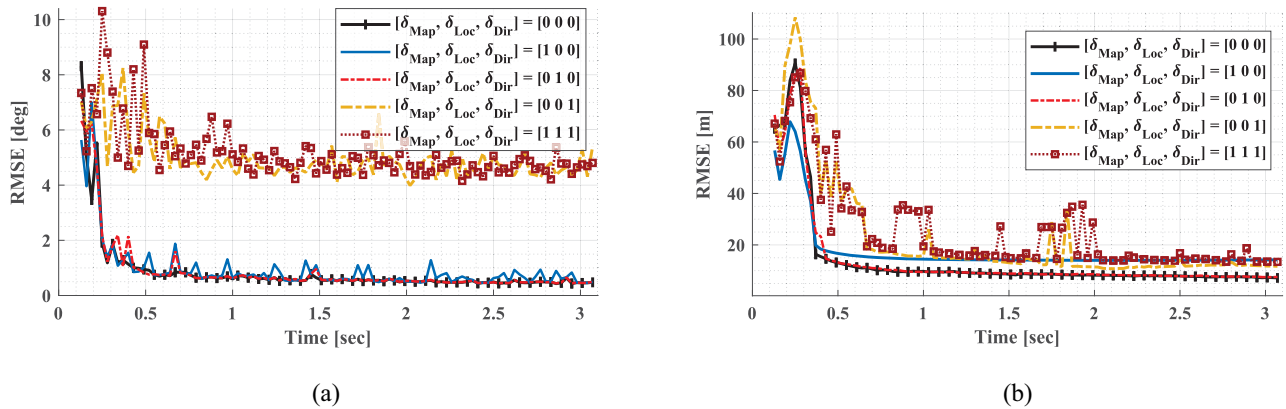 10
8
6
4
2
0
RMSE [deg]
0
0.5
1
1.5
2
2.5
3
Time [sec]
[δMap, δLoc, δDir] = [0 0 0]
[δMap, δLoc, δDir] = [1 0 0]
[δMap, δLoc, δDir] = [0 1 0]
[δMap, δLoc, δDir] = [0 0 1]
[δMap, δLoc, δDir] = [1 1 1]
(a)
100
80
60
40
20
RMSE [m]
0
0.5
1
1.5
2
2.5
3
Time [sec]
[δMap, δLoc, δDir] = [0 0 0]
[δMap, δLoc, δDir] = [1 0 0]
[δMap, δLoc, δDir] = [0 1 0]
[δMap, δLoc, δDir] = [0 0 1]
[δMap, δLoc, δDir] = [1 1 1]
(b)